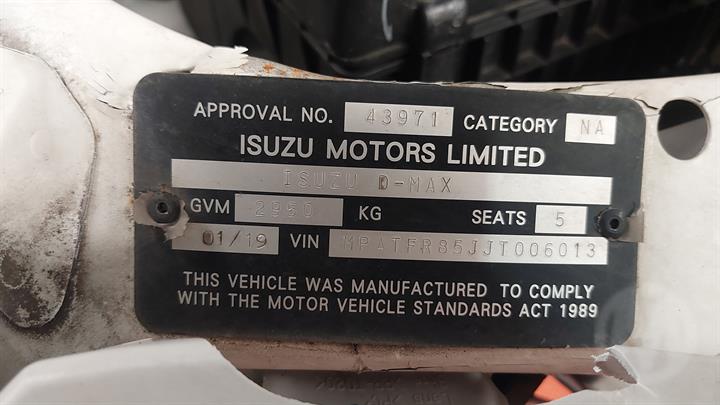 APPROVAL NO. 43971 CATEGORY NA
ISUZU MOTORS LIMITED
ISUZU D-MAX
GVM 2950 KG SEATS 5
01/19 VIN MPATFR85JJT006013
THIS VEHICLE WAS MANUFACTURED TO COMPLY
WITH THE MOTOR VEHICLE STANDARDS ACT 1989